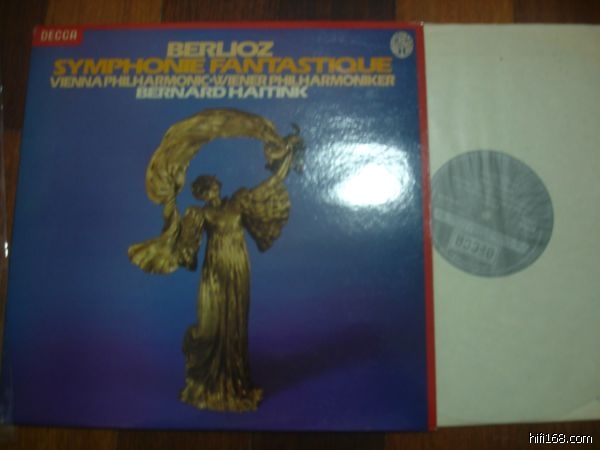 DECCA
BERLIOZ
SYMPHONIE FANTASTIQUE
VIENNA PHILHARMONIC·WIENER PHILHARMONIKER
BERNARD HAITINK
DECCA
hifi168.com